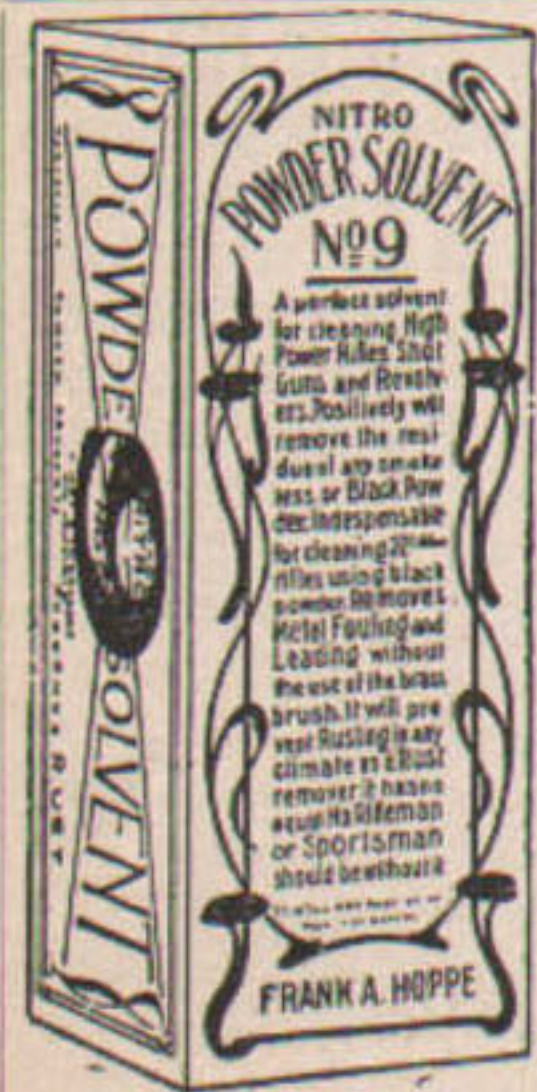 NITRO
POWDER SOLVENT
Nº 9
A perfect solvent
for cleaning High
Power Rifles Shot
Guns and Revolv-
ers. Positively will
remove the resi
due of any smoke
less or Black Pow
der. Indespensable
for cleaning
rifles using black
powder. Removes
Metal Fouling and
Leading without
the use of the brass
brush. It will pre
vent Rusting in any
climate as a Rust
remover it has no
equal No Rifleman
or Sportsman
should be without it
FRANK A. HOPPE
POWDE
SOLVENT
RUST